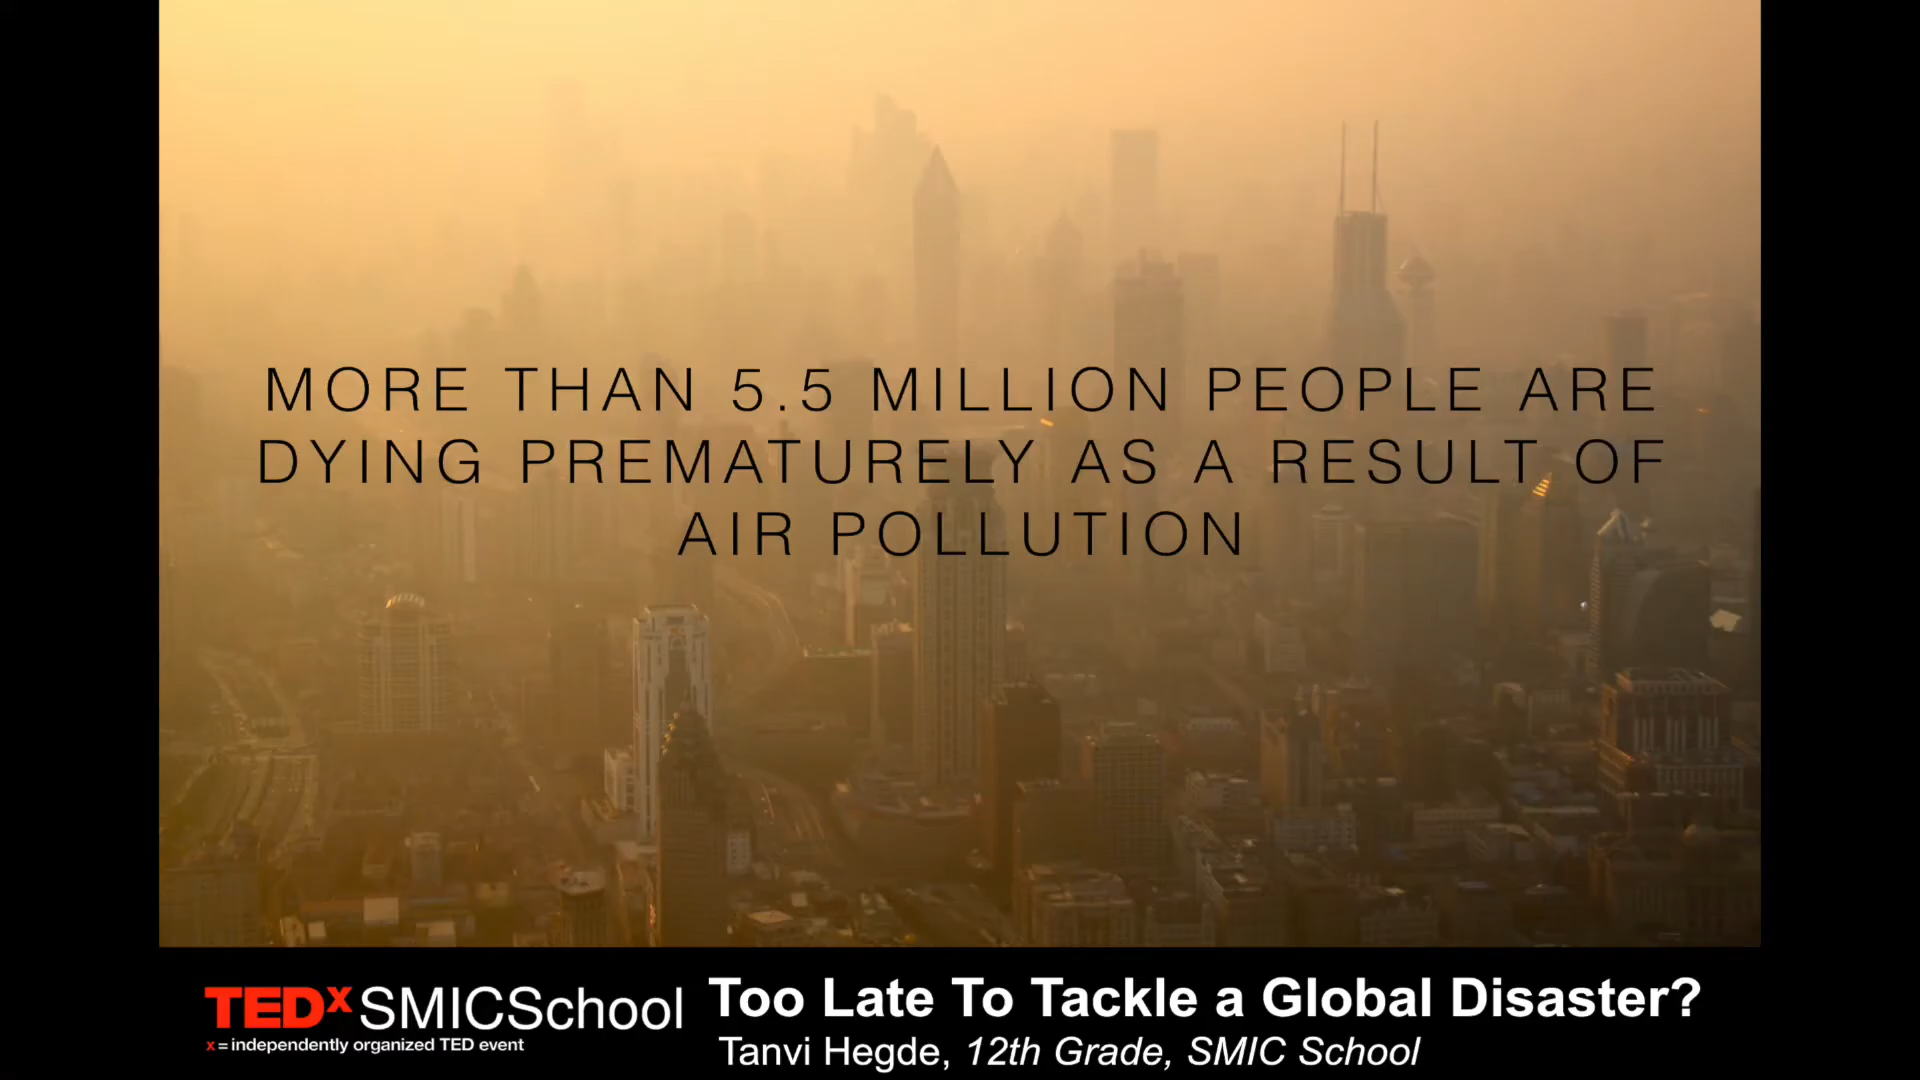 MORE THAN 5.5 MILLION PEOPLE ARE
DYING PREMATURELY AS A RESULT OF
AIR POLLUTION
TEDxSMICSchool
x = independently organized TED event
Too Late To Tackle a Global Disaster?
Tanvi Hegde, 12th Grade, SMIC School